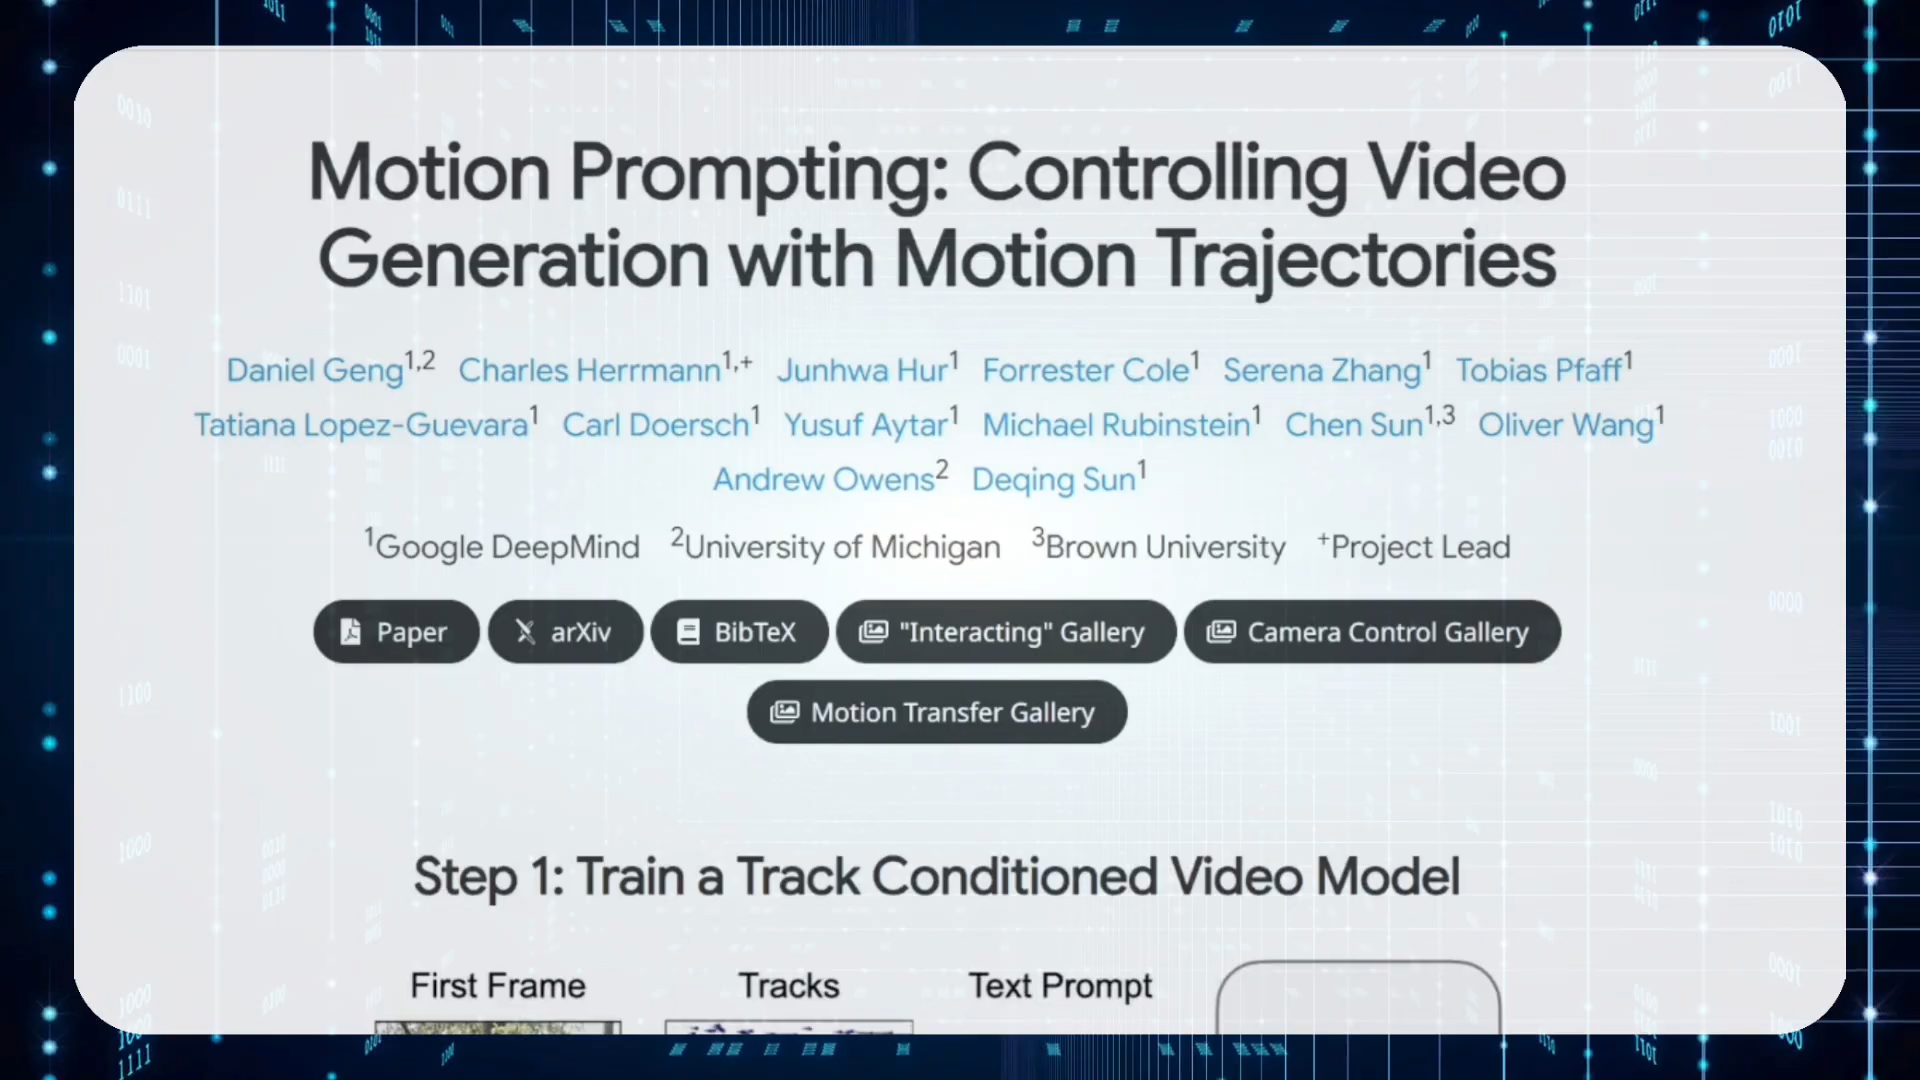 Motion Prompting: Controlling Video
Generation with Motion Trajectories
Daniel Geng1,2 Charles Herrmann1,+ Junhwa Hur1 Forrester Cole1 Serena Zhang1 Tobias Pfaff1
Tatiana Lopez-Guevara1 Carl Doersch1 Yusuf Aytar1 Michael Rubinstein1 Chen Sun1,3 Oliver Wang1
Andrew Owens2 Deqing Sun1
1Google DeepMind 2University of Michigan 3Brown University +Project Lead
Paper arXiv BibTeX "Interacting" Gallery Camera Control Gallery
Motion Transfer Gallery
Step 1: Train a Track Conditioned Video Model
First Frame Tracks Text Prompt